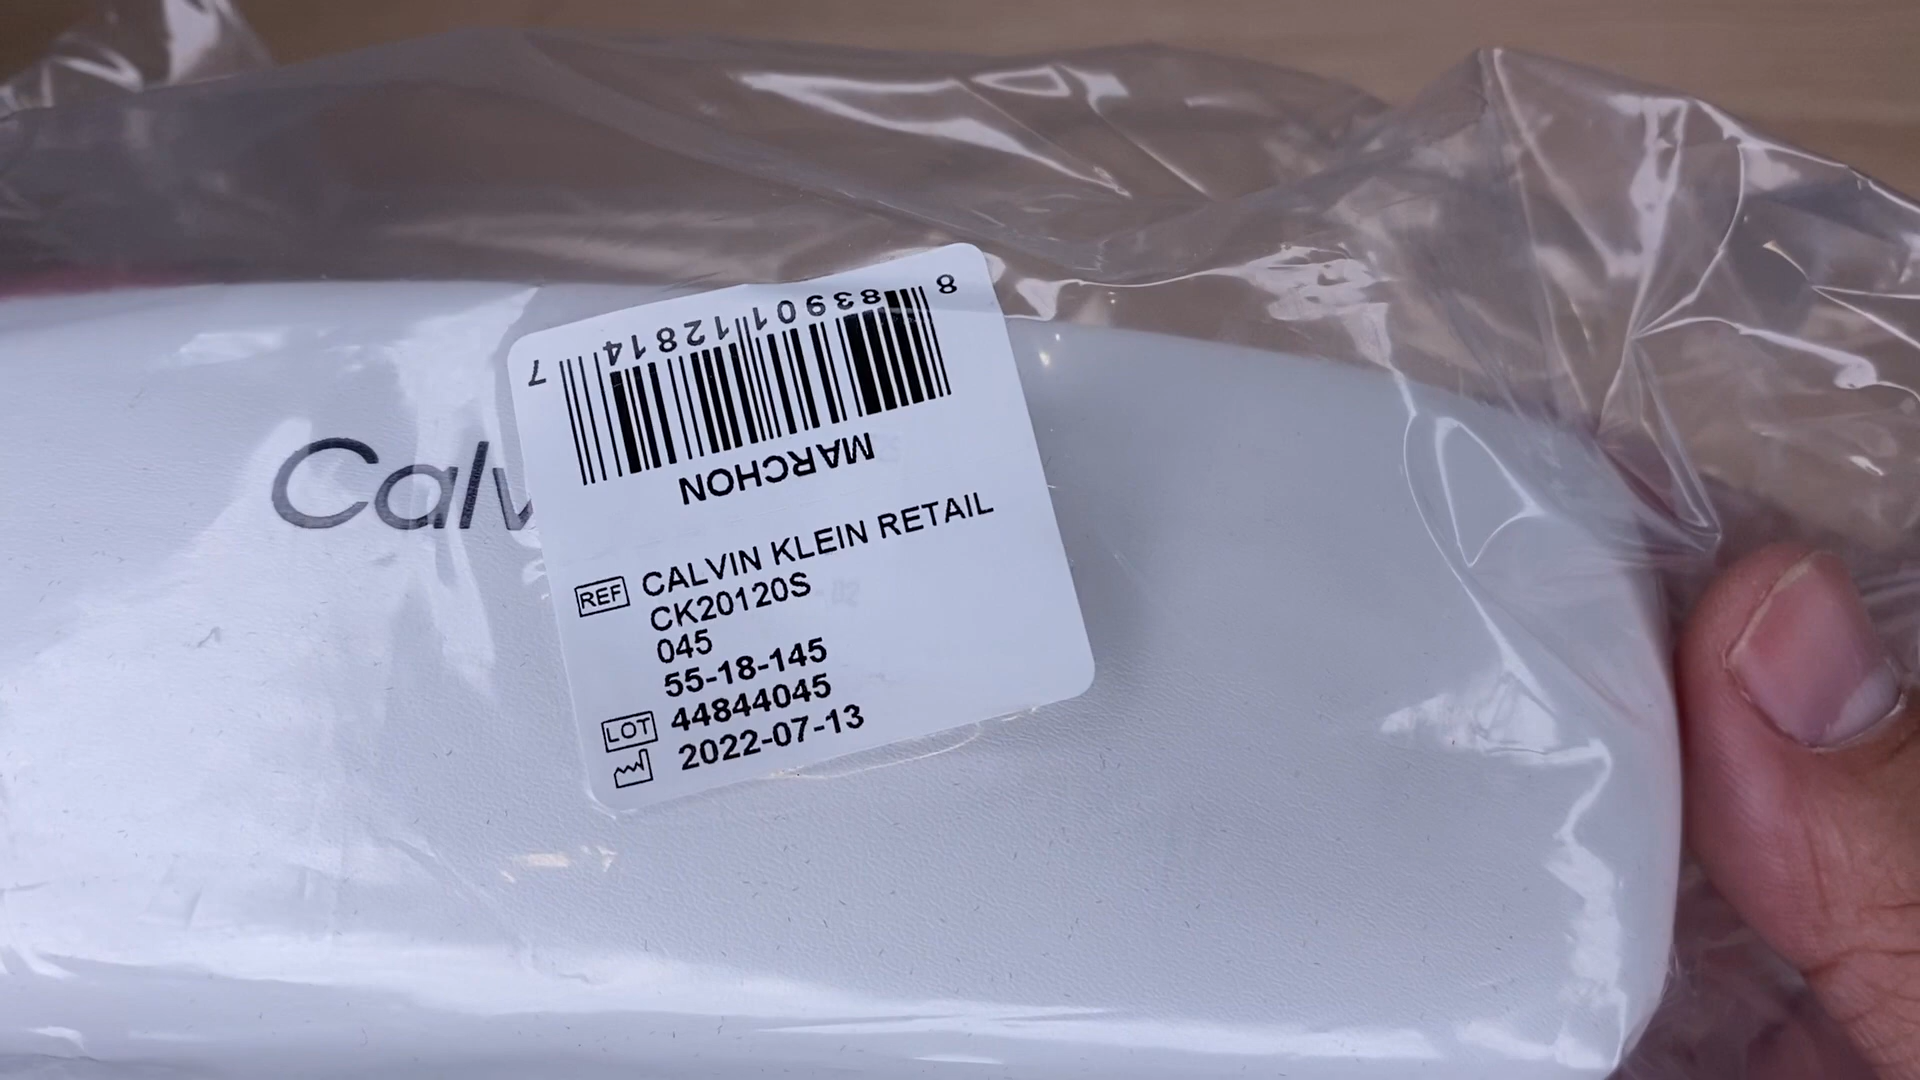 Calv
8 83901 12814 7
MARCHON
REF CALVIN KLEIN RETAIL
CK20120S
045
55-18-145
LOT 44844045
2022-07-13